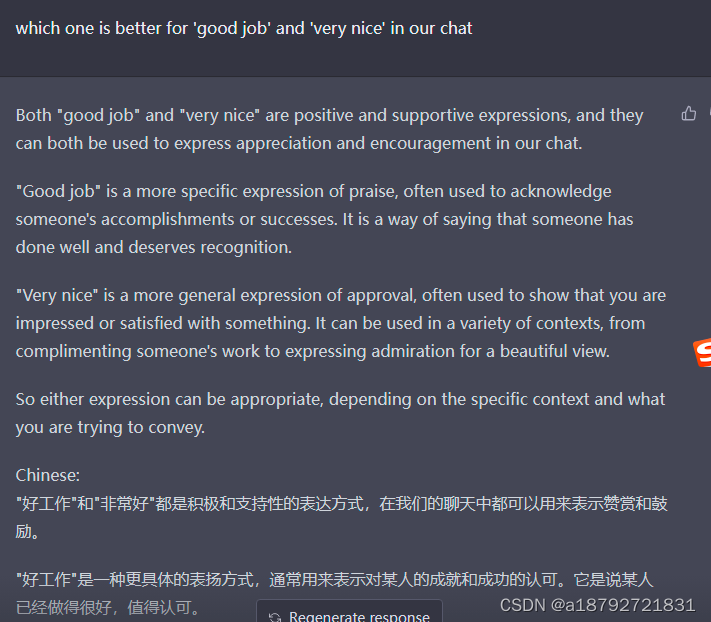 which one is better for 'good job' and 'very nice' in our chat
Both "good job" and "very nice" are positive and supportive expressions, and they
can both be used to express appreciation and encouragement in our chat.
"Good job" is a more specific expression of praise, often used to acknowledge
someone's accomplishments or successes. It is a way of saying that someone has
done well and deserves recognition.
"Very nice" is a more general expression of approval, often used to show that you are
impressed or satisfied with something. It can be used in a variety of contexts, from
complimenting someone's work to expressing admiration for a beautiful view.
So either expression can be appropriate, depending on the specific context and what
you are trying to convey.
Chinese:
"好工作"和"非常好"都是积极和支持性的表达方式，在我们的聊天中都可以用来表示赞赏和鼓
励。
"好工作"是一种更具体的表扬方式，通常用来表示对某人的成就和成功的认可。它是说某人
已经做得很好，值得认可。
Regenerate response
CSDN @a18792721831